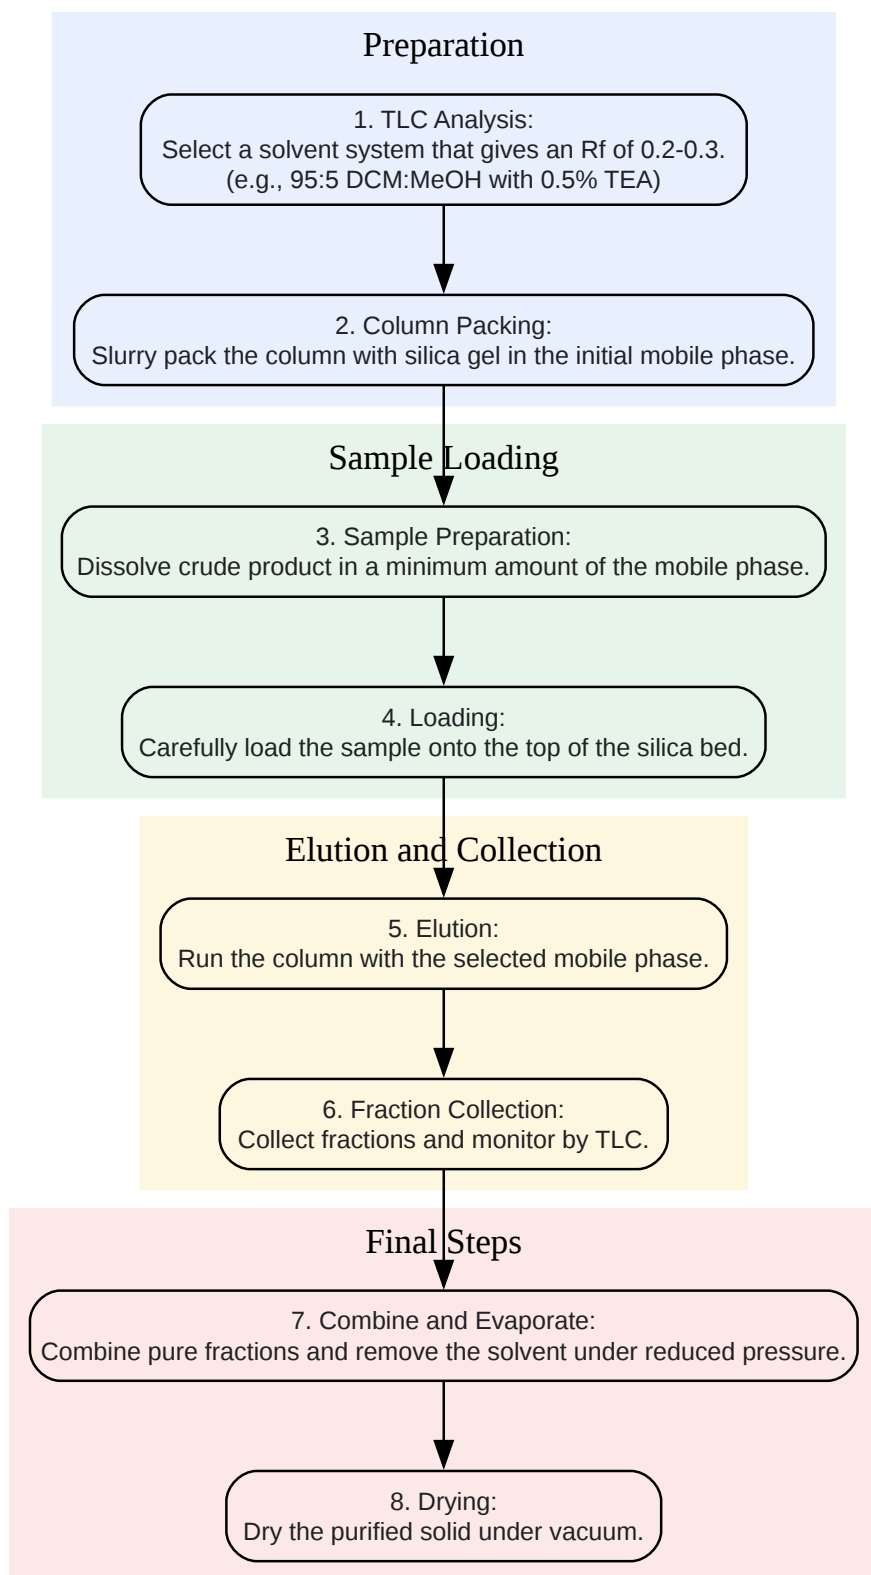 Preparation
1. TLC Analysis:
Select a solvent system that gives an Rf of 0.2-0.3.
(e.g., 95:5 DCM:MeOH with 0.5% TEA)
2. Column Packing:
Slurry pack the column with silica gel in the initial mobile phase.
Sample Loading
3. Sample Preparation:
Dissolve crude product in a minimum amount of the mobile phase.
4. Loading:
Carefully load the sample onto the top of the silica bed.
Elution and Collection
5. Elution:
Run the column with the selected mobile phase.
6. Fraction Collection:
Collect fractions and monitor by TLC.
Final Steps
7. Combine and Evaporate:
Combine pure fractions and remove the solvent under reduced pressure.
8. Drying:
Dry the purified solid under vacuum.